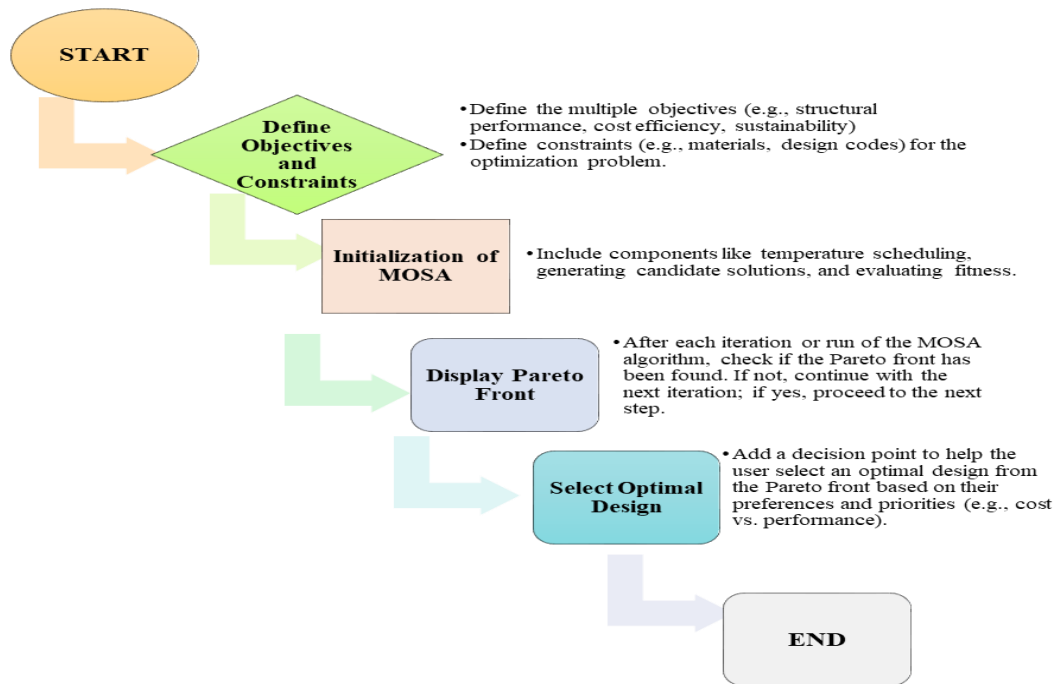 START
Define
Objectives
and
Constraints
•Define the multiple objectives (e.g., structural
performance, cost efficiency, sustainability)
•Define constraints (e.g., materials, design codes) for the
optimization problem.
Initialization of
MOSA
•Include components like temperature scheduling,
generating candidate solutions, and evaluating fitness.
Display Pareto
Front
•After each iteration or run of the MOSA
algorithm, check if the Pareto front has
been found. If not, continue with the
next iteration; if yes, proceed to the next
step.
Select Optimal
Design
•Add a decision point to help the
user select an optimal design from
the Pareto front based on their
preferences and priorities (e.g., cost
vs. performance).
END